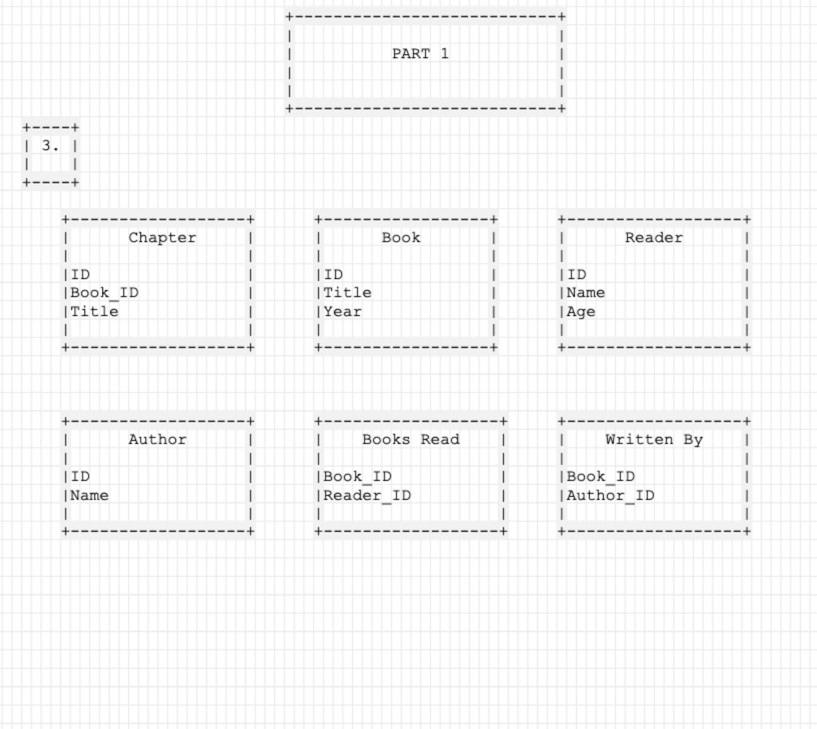 PART 1
3.
Chapter
ID
Book_ID
Title
Book
ID
Title
Year
Reader
ID
Name
Age
Author
ID
Name
Books Read
Book_ID
Reader_ID
Written By
Book_ID
Author_ID